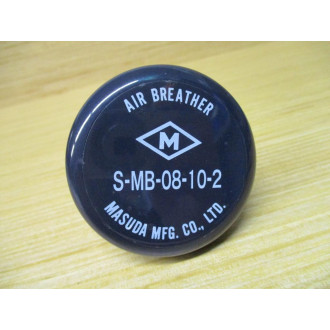 AIR BREATHER
M
S-MB-08-10-2
MASUDA MFG. CO., LTD.